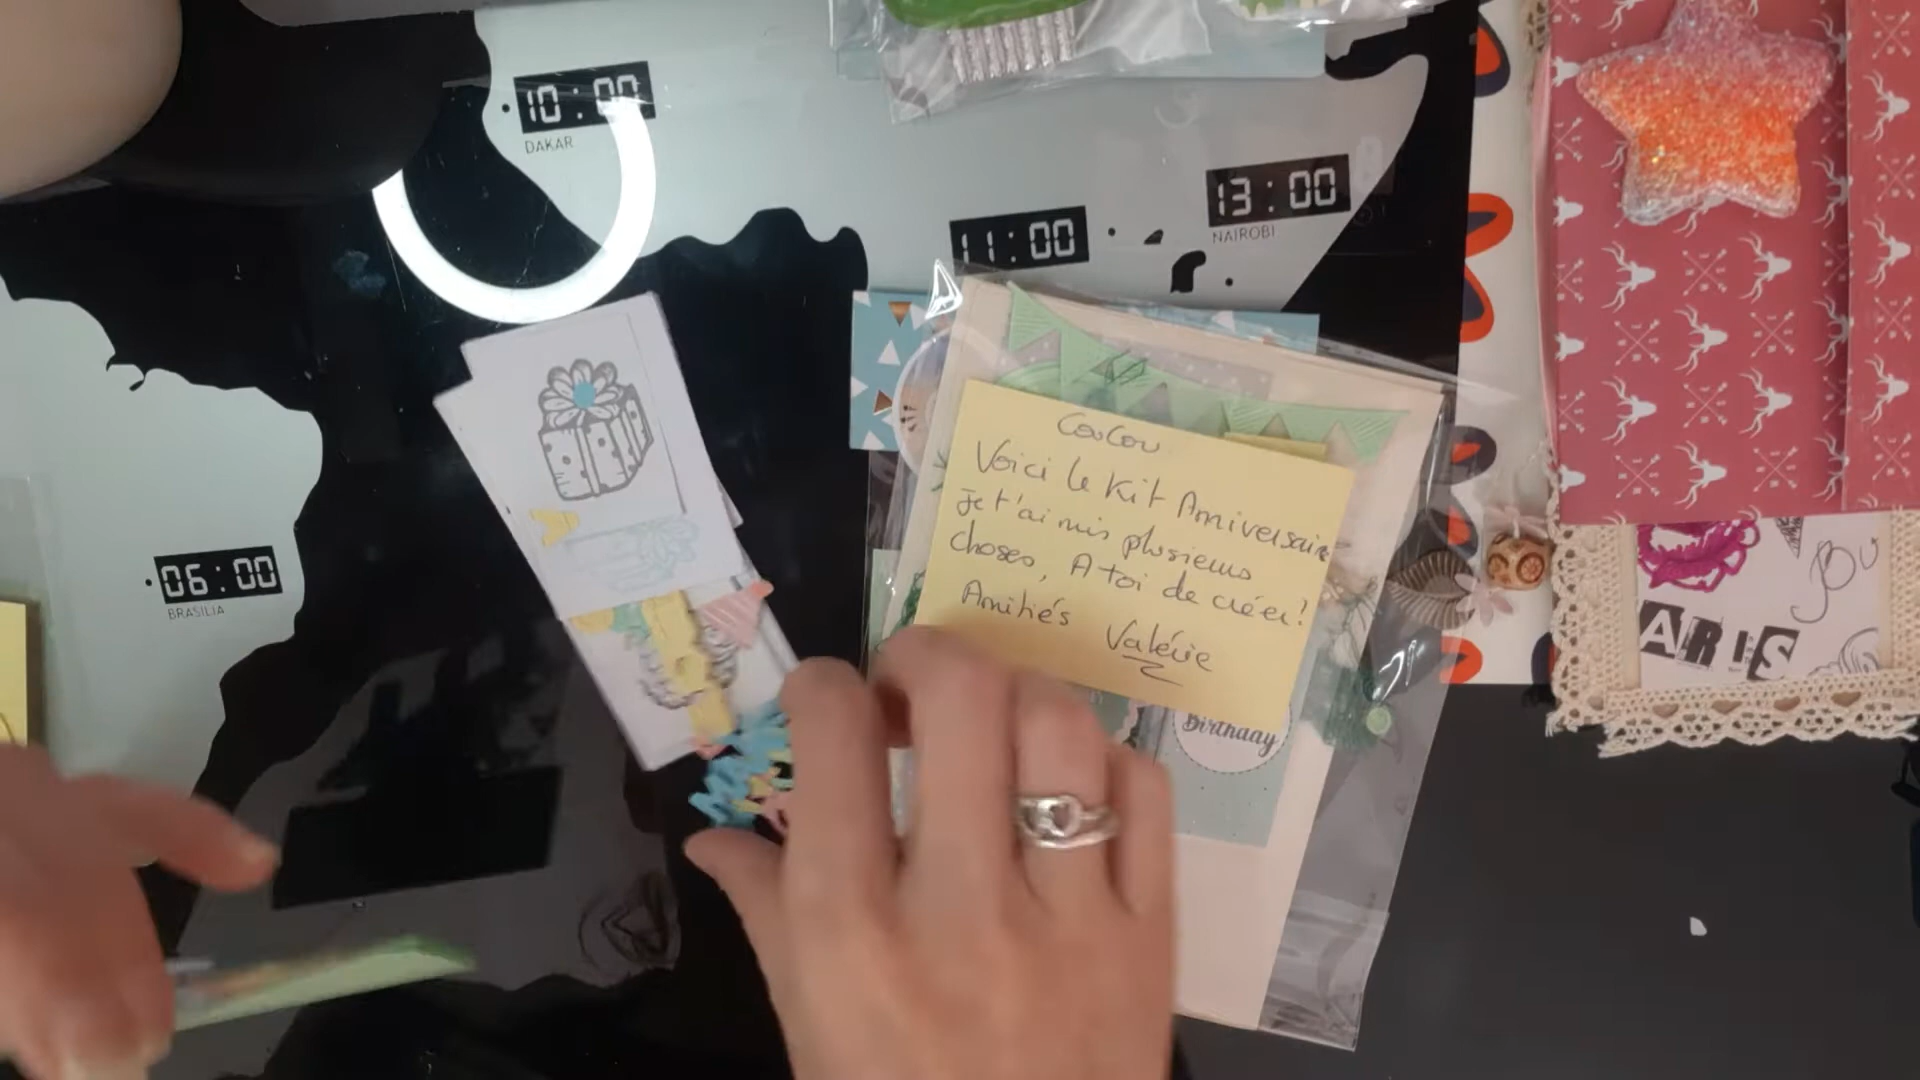 10:00
DAKAR
13:00
NAIROBI
11:00
06:00
BRASILIA
Coucou
Voici le Kit Anniversaire
Je t'ai mis plusieurs
choses, A toi de créer!
Amitiés Valérie
Birthday
ARIS